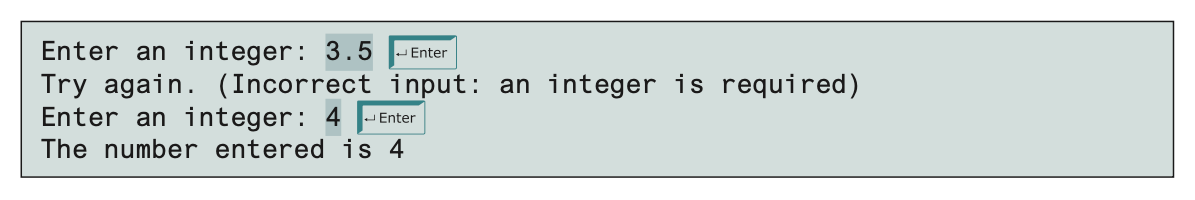 Enter an integer: 3.5 ↵ Enter
Try again. (Incorrect input: an integer is required)
Enter an integer: 4 ↵ Enter
The number entered is 4